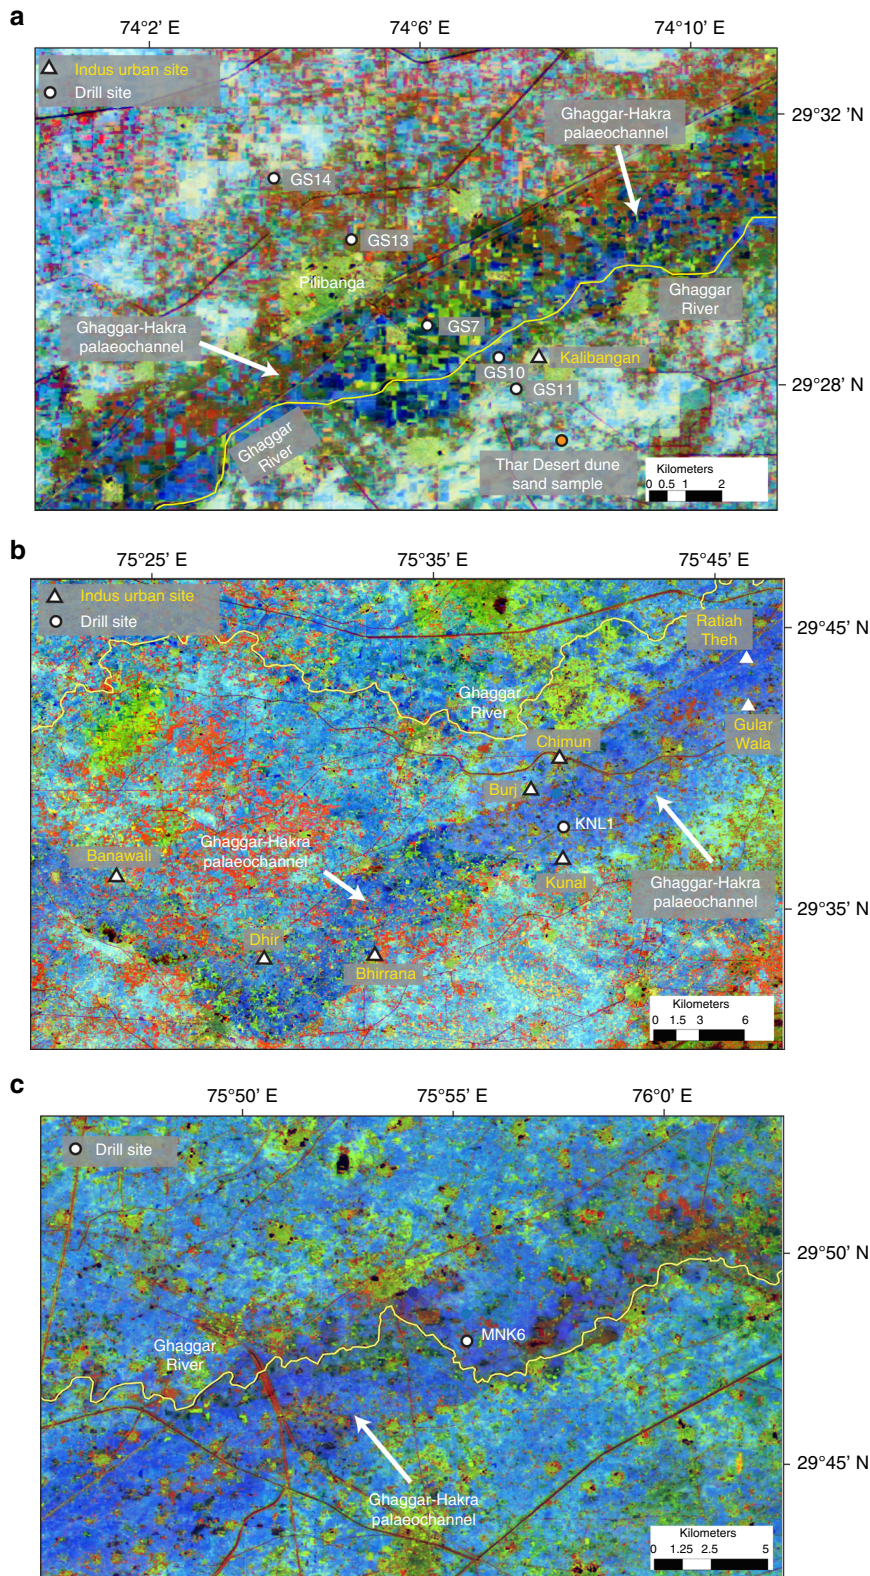 a
74°2’ E
74°6’ E
74°10’ E
Indus urban site
Drill site
Ghaggar-Hakra
palaeochannel
29°32 ’N
GS14
GS13
Pilibanga
Ghaggar
River
Ghaggar-Hakra
palaeochannel
GS7
Kalibangan
GS10
GS11
29°28’ N
Ghaggar
River
Thar Desert dune
sand sample
Kilometers
0 0.5 1 2
b
75°25’ E
75°35’ E
75°45’ E
Indus urban site
Drill site
Ratiah
Theh
29°45’ N
Ghaggar
River
Gular
Wala
Chimun
Burj
KNL1
Ghaggar-Hakra
palaeochannel
Banawali
Kunal
Ghaggar-Hakra
palaeochannel
29°35’ N
Dhir
Bhirrana
Kilometers
0 1.5 3 6
c
75°50’ E
75°55’ E
76°0’ E
Drill site
29°50’ N
MNK6
Ghaggar
River
29°45’ N
Ghaggar-Hakra
palaeochannel
Kilometers
0 1.25 2.5 5